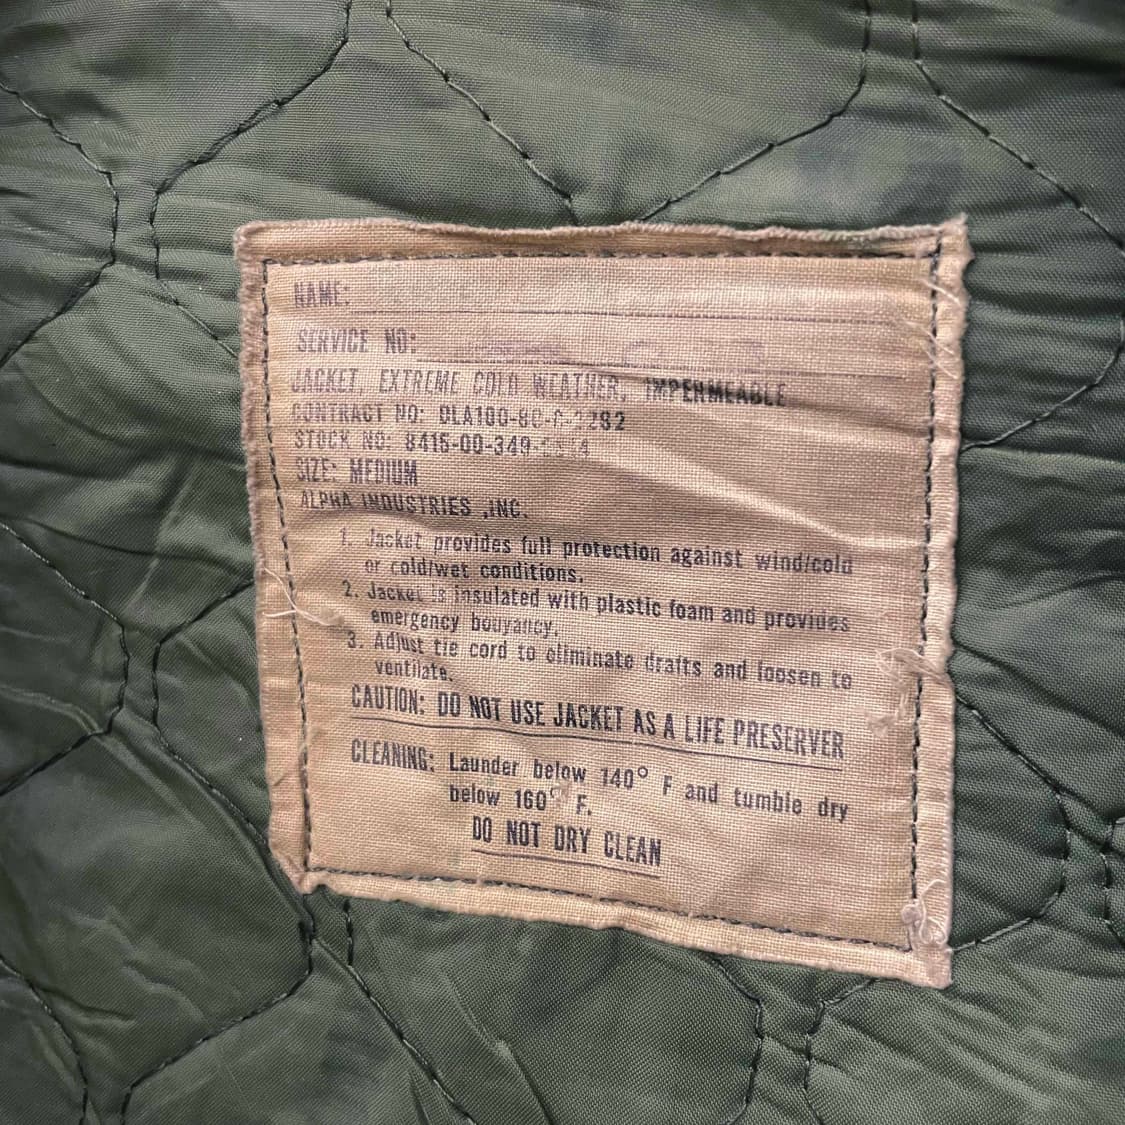 NAME:
SERVICE NO:
JACKET, EXTREME COLD WEATHER, IMPERMEABLE
CONTRACT NO:
STOCK NO:
SIZE: MEDIUM
ALPHA INDUSTRIES ,INC.
1. Jacket provides full protection against wind/cold
or cold/wet conditions.
2. Jacket is insulated with plastic foam and provides
emergency bouyancy.
3. Adjust tie cord to eliminate drafts and loosen to
ventilate.
CAUTION: DO NOT USE JACKET AS A LIFE PRESERVER
CLEANING: Launder below 140° F and tumble dry
below 160° F.
DO NOT DRY CLEAN